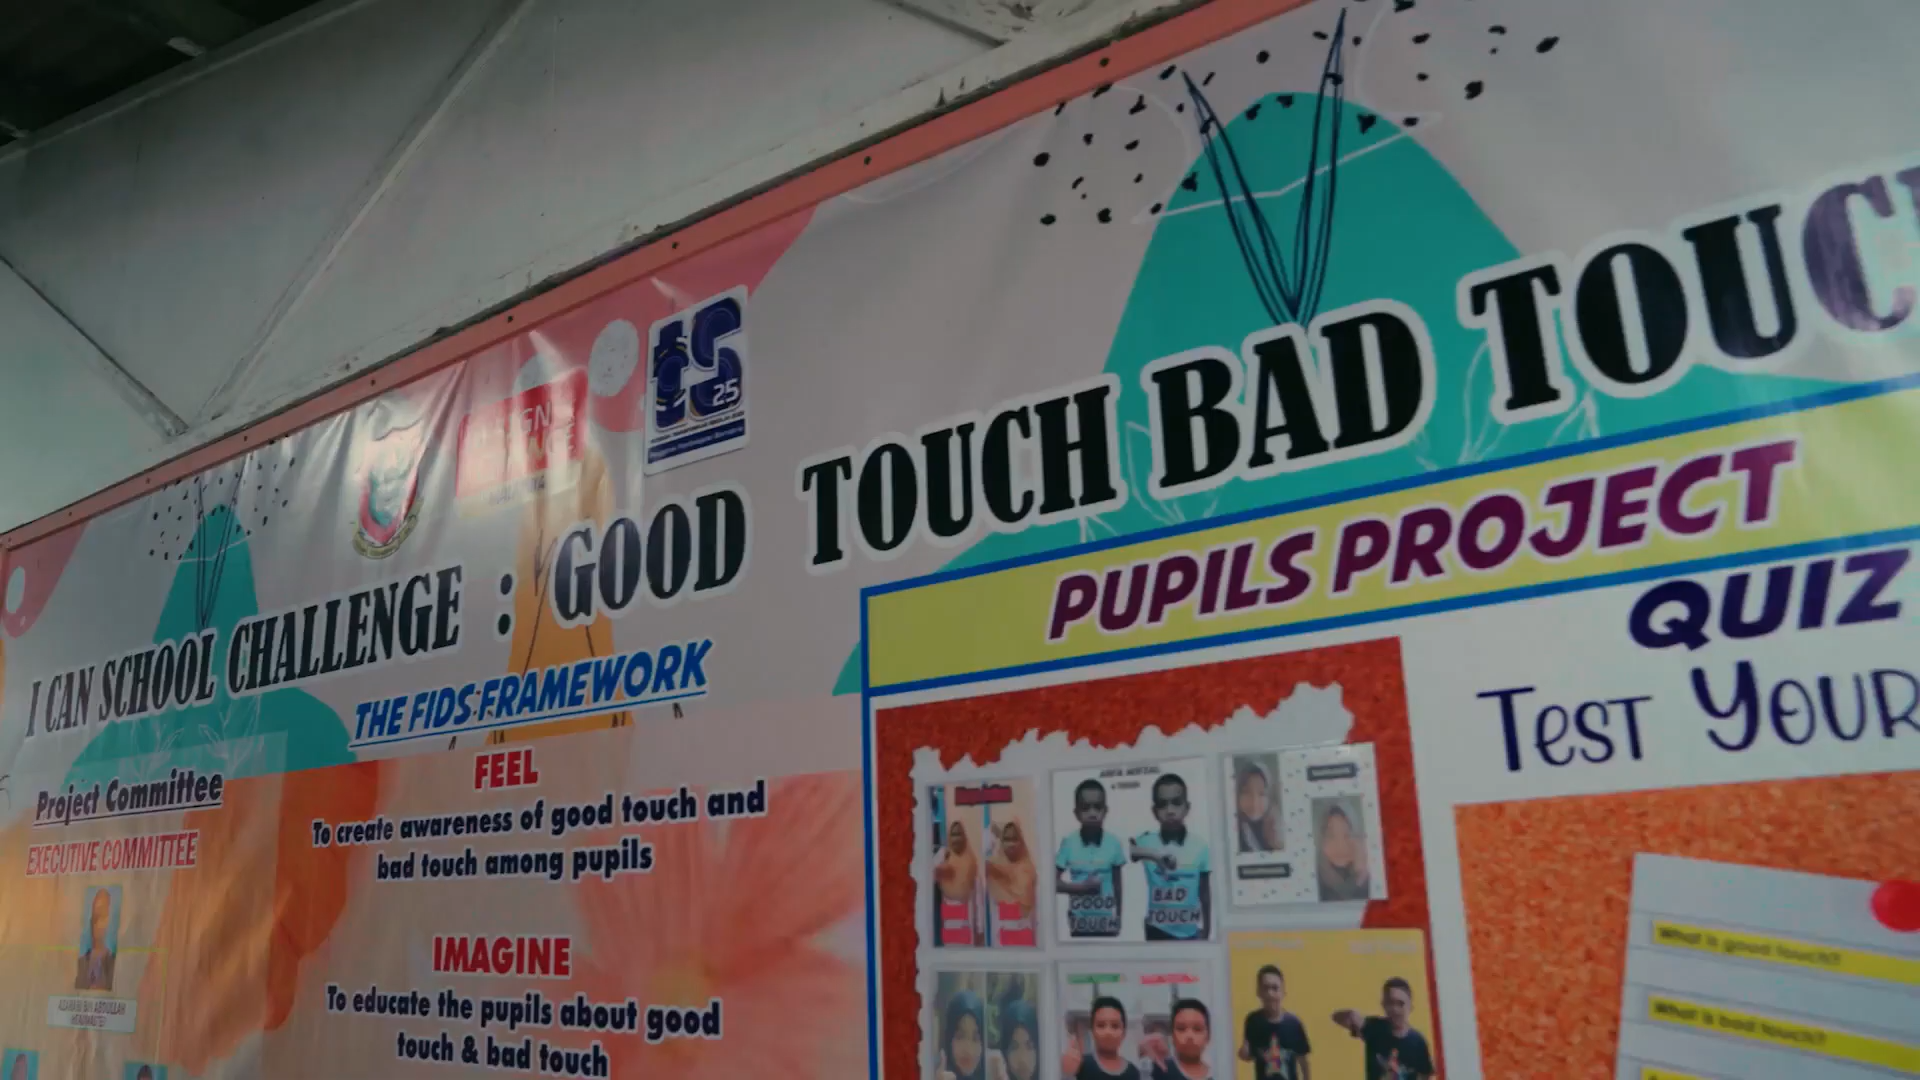 tS
25
I CAN SCHOOL CHALLENGE : GOOD TOUCH BAD TOUC
THE FIDS FRAMEWORK
FEEL
To create awareness of good touch and
bad touch among pupils
IMAGINE
To educate the pupils about good
touch & bad touch
Project Committee
EXECUTIVE COMMITTEE
PUPILS PROJECT
GOOD
TOUCH
BAD
TOUCH
QUIZ
TEST YOUR
What is good touch?
What is bad touch?